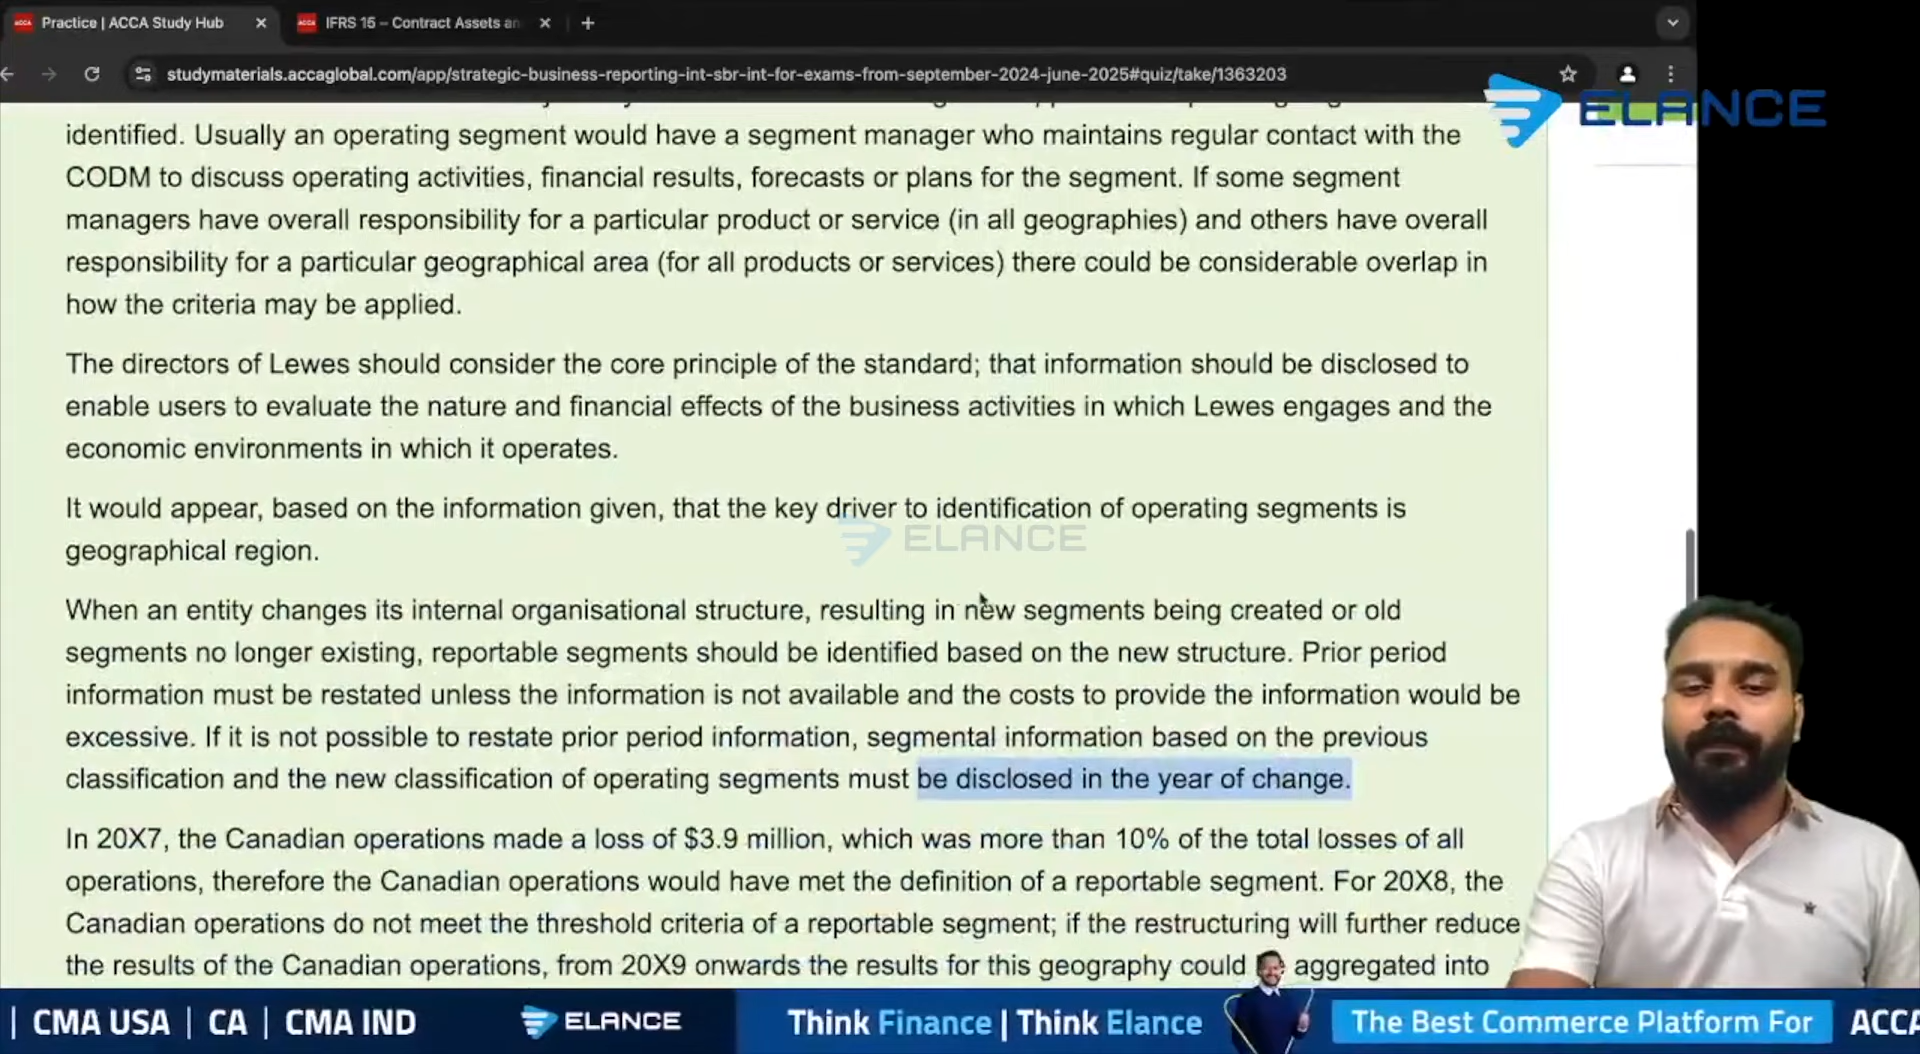 Practice | ACCA Study Hub
IFRS 15 – Contract Assets an
studymaterials.accaglobal.com/app/strategic-business-reporting-int-sbr-int-for-exams-from-september-2024-june-2025#quiz/take/1363203
ELANCE
identified. Usually an operating segment would have a segment manager who maintains regular contact with the
CODM to discuss operating activities, financial results, forecasts or plans for the segment. If some segment
managers have overall responsibility for a particular product or service (in all geographies) and others have overall
responsibility for a particular geographical area (for all products or services) there could be considerable overlap in
how the criteria may be applied.
The directors of Lewes should consider the core principle of the standard; that information should be disclosed to
enable users to evaluate the nature and financial effects of the business activities in which Lewes engages and the
economic environments in which it operates.
It would appear, based on the information given, that the key driver to identification of operating segments is
geographical region.
ELANCE
When an entity changes its internal organisational structure, resulting in new segments being created or old
segments no longer existing, reportable segments should be identified based on the new structure. Prior period
information must be restated unless the information is not available and the costs to provide the information would be
excessive. If it is not possible to restate prior period information, segmental information based on the previous
classification and the new classification of operating segments must be disclosed in the year of change.
In 20X7, the Canadian operations made a loss of $3.9 million, which was more than 10% of the total losses of all
operations, therefore the Canadian operations would have met the definition of a reportable segment. For 20X8, the
Canadian operations do not meet the threshold criteria of a reportable segment; if the restructuring will further reduce
the results of the Canadian operations, from 20X9 onwards the results for this geography could aggregated into
| CMA USA | CA | CMA IND
ELANCE
Think Finance | Think Elance
The Best Commerce Platform For
ACCA